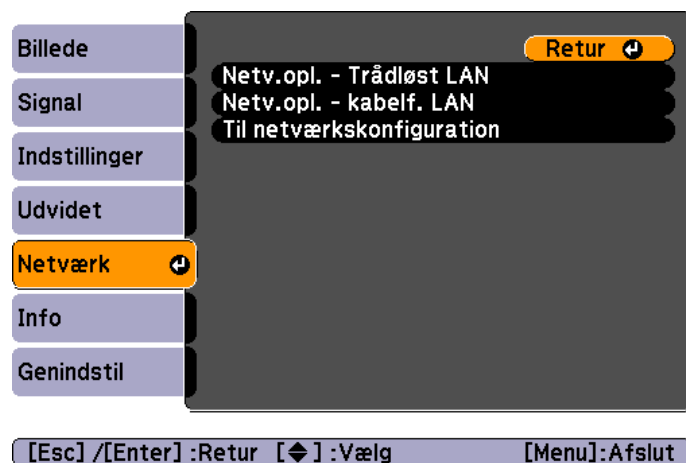 Billede
Signal
Indstillinger
Udvidet
Netværk
Info
Genindstil
Retur
Netv.opl. - Trådløst LAN
Netv.opl. - kabelf. LAN
Til netværkskonfiguration
[Esc] /[Enter] :Retur [◆] :Vælg [Menu]:Afslut